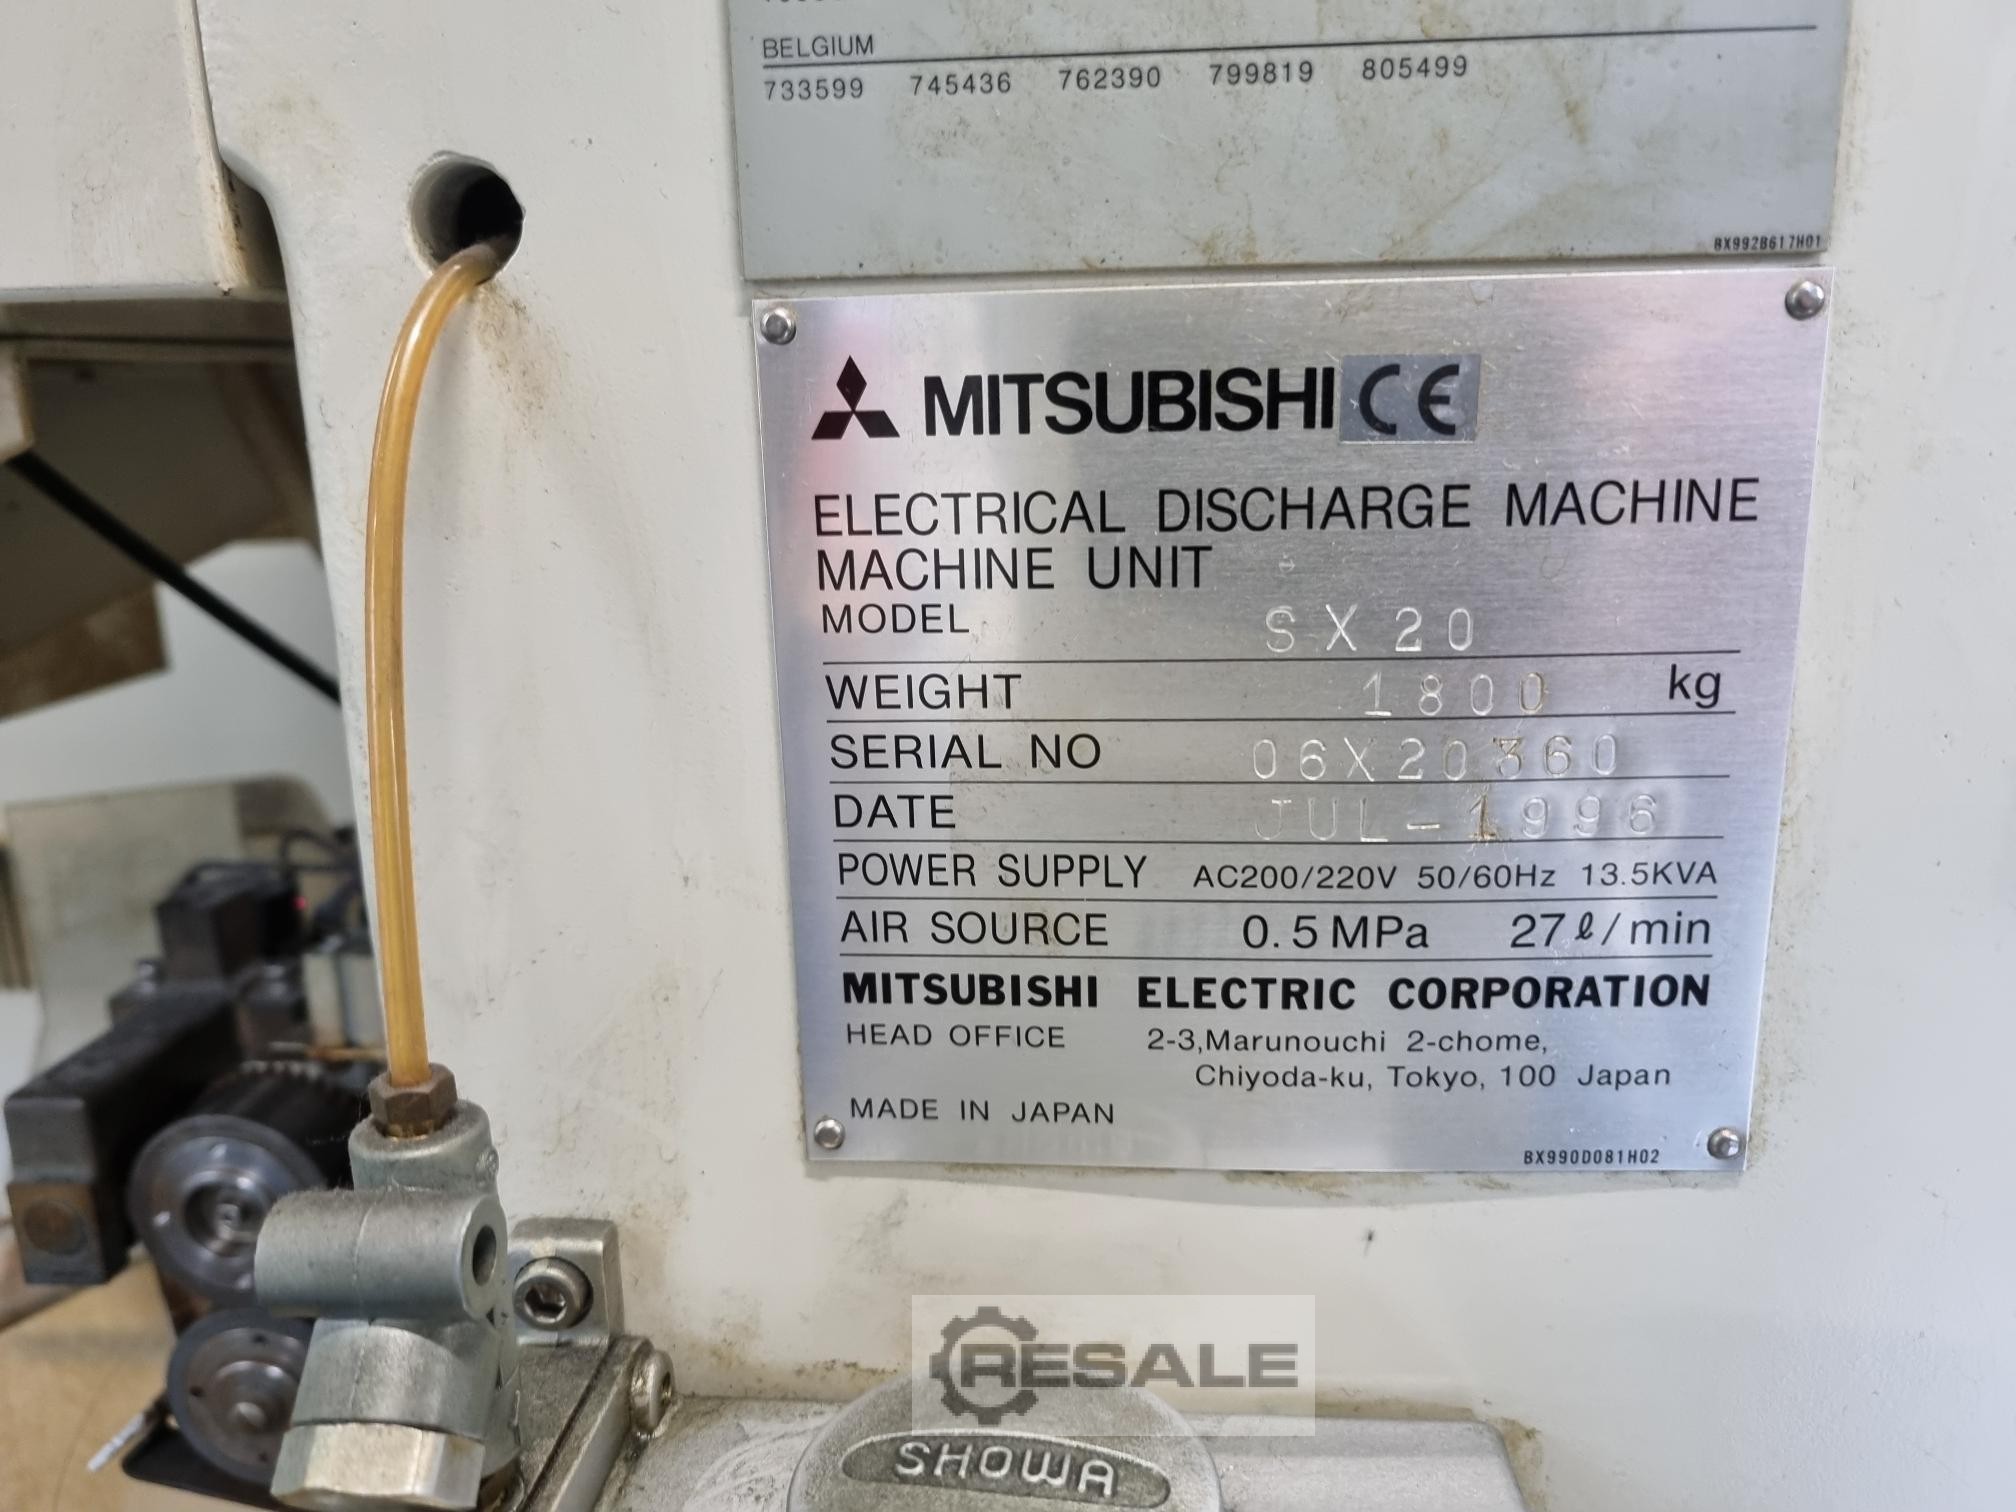 BELGIUM
733599 745436 762390 799819 805499
BX992B617H01
MITSUBISHI CE
ELECTRICAL DISCHARGE MACHINE
MACHINE UNIT
MODEL SX20
WEIGHT 1800 kg
SERIAL NO 06X20360
DATE JUL-1996
POWER SUPPLY AC200/220V 50/60Hz 13.5KVA
AIR SOURCE 0.5MPa 27ℓ/min
MITSUBISHI ELECTRIC CORPORATION
HEAD OFFICE 2-3,Marunouchi 2-chome,
Chiyoda-ku, Tokyo, 100 Japan
MADE IN JAPAN
BX990D081H02
RESALE
SHOWA